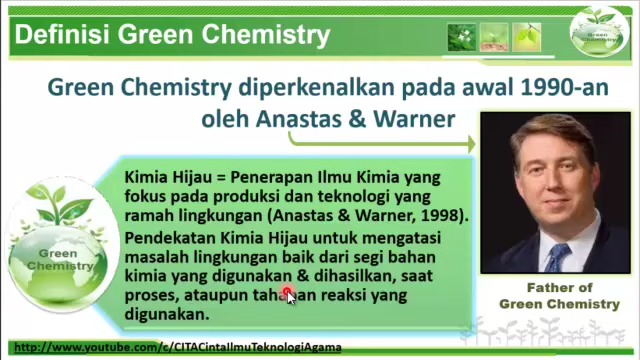 Definisi Green Chemistry
Green Chemistry
Green Chemistry diperkenalkan pada awal 1990-an
oleh Anastas & Warner
Kimia Hijau = Penerapan Ilmu Kimia yang
fokus pada produksi dan teknologi yang
ramah lingkungan (Anastas & Warner, 1998).
Pendekatan Kimia Hijau untuk mengatasi
masalah lingkungan baik dari segi bahan
kimia yang digunakan & dihasilkan, saat
proses, ataupun tahapan reaksi yang
digunakan.
Green
Chemistry
Father of
Green Chemistry
http://www.youtube.com/c/CITACintaIlmuTeknologiAgama